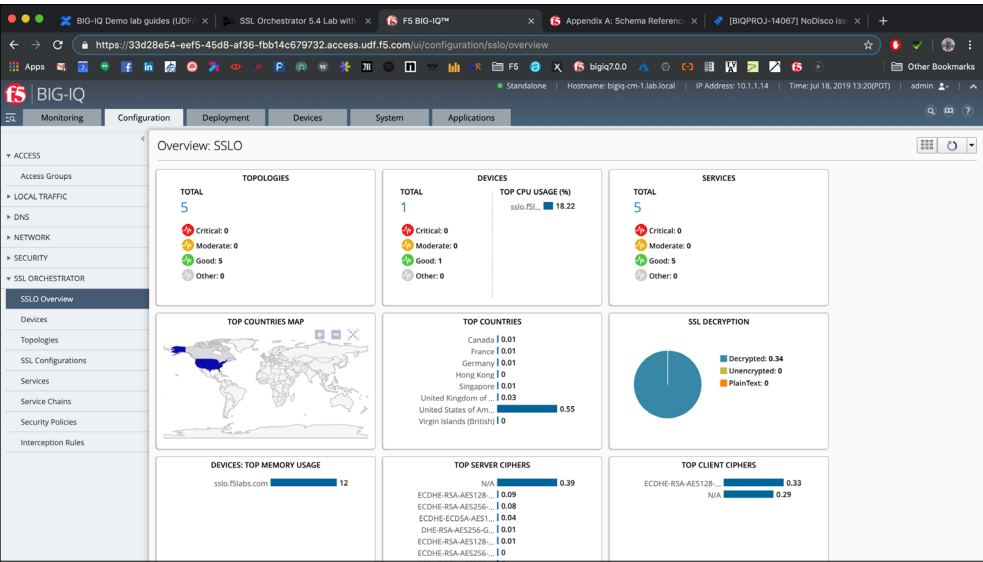 BIG-IQ Demo lab guides (UDF/
SSL Orchestrator 5.4 Lab with
F5 BIG-IQ™
Appendix A: Schema Reference
[BIQPROJ-14067] NoDisco iss
https://33d28e54-eef5-45d8-af36-fbb14c679732.access.udf.f5.com/ui/configuration/sslo/overview
Apps
F5
bigiq7.0.0
Other Bookmarks
f5 BIG-IQ
Standalone
Hostname: bigiq-cm-1.lab.local
IP Address: 10.1.1.14
Time: Jul 18, 2019 13:20(PDT)
admin
Monitoring
Configuration
Deployment
Devices
System
Applications
ACCESS
Access Groups
LOCAL TRAFFIC
DNS
NETWORK
SECURITY
SSL ORCHESTRATOR
SSLO Overview
Devices
Topologies
SSL Configurations
Services
Service Chains
Security Policies
Interception Rules
Overview: SSLO
TOPOLOGIES
TOTAL
5
Critical: 0
Moderate: 0
Good: 5
Other: 0
DEVICES
TOTAL
1
Critical: 0
Moderate: 0
Good: 1
Other: 0
TOP CPU USAGE (%)
sslo.f5l... 18.22
SERVICES
TOTAL
5
Critical: 0
Moderate: 0
Good: 5
Other: 0
TOP COUNTRIES MAP
TOP COUNTRIES
Canada 0.01
France 0.01
Germany 0.01
Hong Kong 0
Singapore 0.01
United Kingdom of ... 0.03
United States of Am... 0.55
Virgin Islands (British) 0
SSL DECRYPTION
Decrypted: 0.34
Unencrypted: 0
PlainText: 0
DEVICES: TOP MEMORY USAGE
sslo.f5labs.com 12
TOP SERVER CIPHERS
N/A 0.39
ECDHE-RSA-AES128-... 0.09
ECDHE-RSA-AES256-... 0.08
ECDHE-ECDSA-AES1... 0.04
DHE-RSA-AES256-G... 0.01
ECDHE-RSA-AES128-... 0.01
ECDHE-RSA-AES256-... 0
TOP CLIENT CIPHERS
ECDHE-RSA-AES128-... 0.33
N/A 0.29